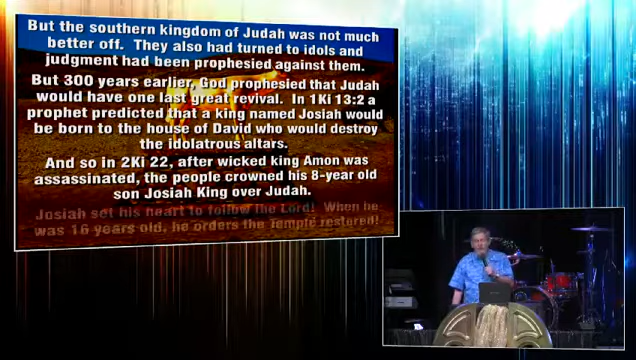 But the southern kingdom of Judah was not much
better off. They also had turned to idols and
judgment had been prophesied against them.
But 300 years earlier, God prophesied that Judah
would have one last great revival. In 1Ki 13:2 a
prophet predicted that a king named Josiah would
be born to the house of David who would destroy
the idolatrous altars.
And so in 2Ki 22, after wicked king Amon was
assassinated, the people crowned his 8-year old
son Josiah King over Judah.
Josiah set his heart to follow the Lord! When he
was 16 years old, he orders the Temple restored!